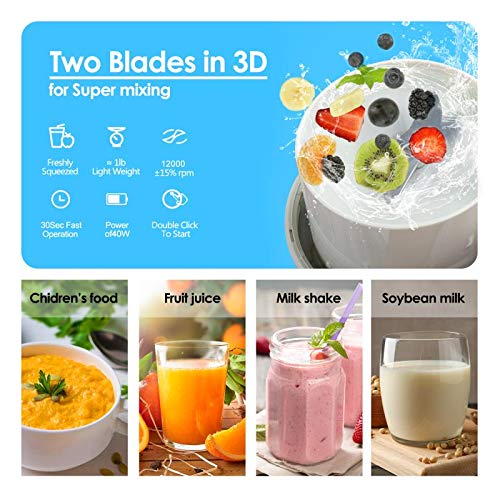 Two Blades in 3D
for Super mixing
Freshly
Squeezed
≈ 1lb
Light Weight
12000
±15% rpm
30Sec Fast
Operation
Power
of40W
Double Click
To Start
Chidren's food
Fruit juice
Milk shake
Soybean milk